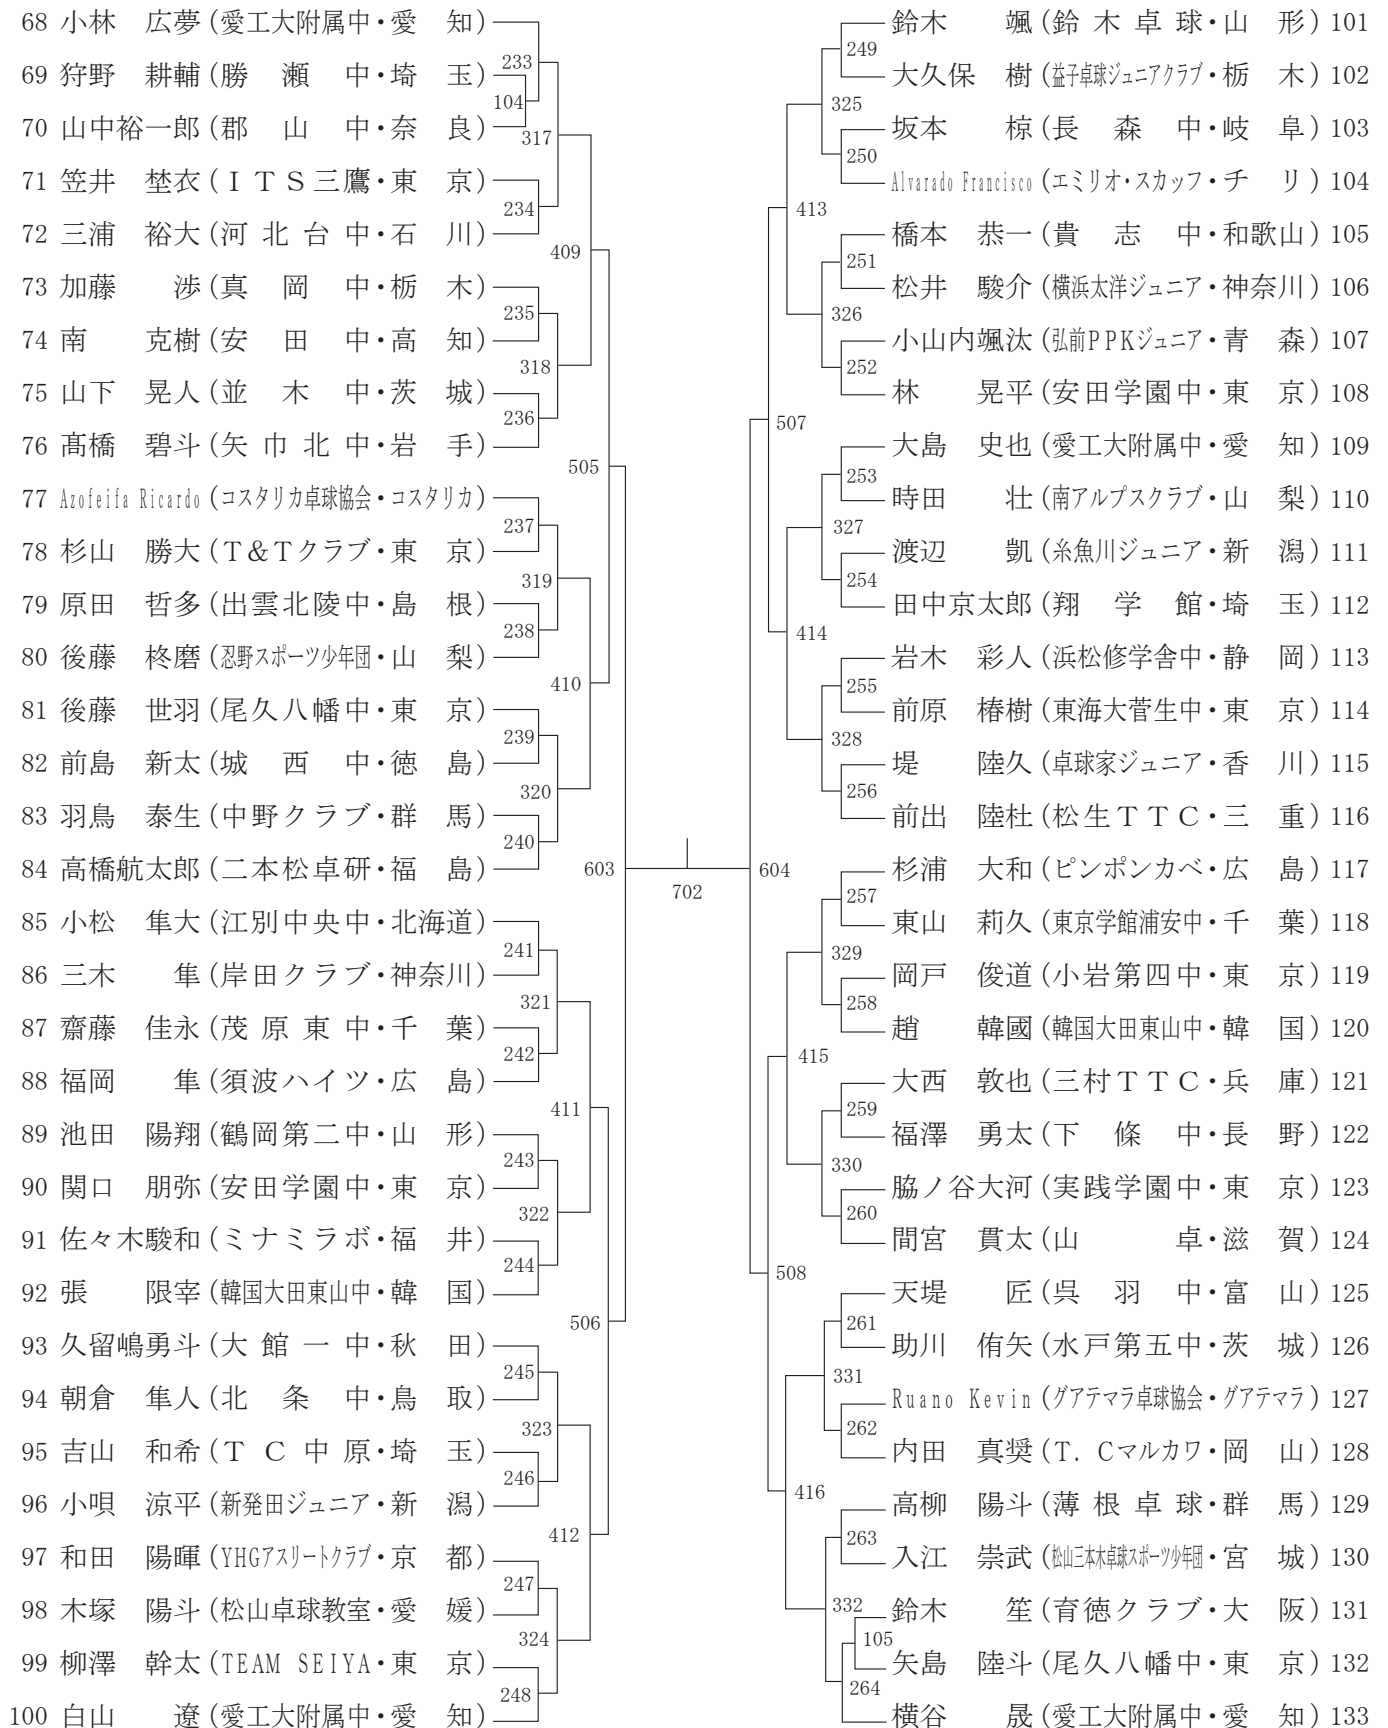 68 小林　広夢（愛工大附属中・愛　知）
69 狩野　耕輔（勝　瀬　中・埼　玉）
70 山中裕一郎（郡　山　中・奈　良）
71 笠井　埜衣（ＩＴＳ三鷹・東　京）
72 三浦　裕大（河 北 台 中・石　川）
73 加藤　　渉（真　岡　中・栃　木）
74 南　　克樹（安　田　中・高　知）
75 山下　晃人（並　木　中・茨　城）
76 髙橋　碧斗（矢 巾 北 中・岩　手）
77 Azofeifa Ricardo（コスタリカ卓球協会・コスタリカ）
78 杉山　勝大（Ｔ＆Ｔクラブ・東　京）
79 原田　哲多（出雲北陵中・島　根）
80 後藤　柊磨（忍野スポーツ少年団・山　梨）
81 後藤　世羽（尾久八幡中・東　京）
82 前島　新太（城　西　中・徳　島）
83 羽鳥　泰生（中野クラブ・群　馬）
84 高橋航太郎（二本松卓研・福　島）
85 小松　隼大（江別中央中・北海道）
86 三木　　隼（岸田クラブ・神奈川）
87 齋藤　佳永（茂 原 東 中・千　葉）
88 福岡　　隼（須波ハイツ・広　島）
89 池田　陽翔（鶴岡第二中・山　形）
90 関口　朋弥（安田学園中・東　京）
91 佐々木駿和（ミナミラボ・福　井）
92 張　　限宰（韓国大田東山中・韓　国）
93 久留嶋勇斗（大 館 一 中・秋　田）
94 朝倉　隼人（北　条　中・鳥　取）
95 吉山　和希（Ｔ Ｃ 中 原・埼　玉）
96 小唄　涼平（新発田ジュニア・新　潟）
97 和田　陽暉（YHGアスリートクラブ・京　都）
98 木塚　陽斗（松山卓球教室・愛　媛）
99 柳澤　幹太（TEAM SEIYA・東　京）
100 白山　　遼（愛工大附属中・愛　知）
233
104
317
234
409
235
318
236
505
237
319
238
410
239
320
240
603
241
321
242
411
243
322
244
506
245
323
246
412
247
324
248
702
604
249
325
250
413
251
326
252
507
253
327
254
414
255
328
256
257
329
258
415
259
330
260
508
261
331
262
416
263
332
105
264
鈴木　　颯（鈴 木 卓 球・山　形）101
大久保　樹（益子卓球ジュニアクラブ・栃　木）102
坂本　　椋（長　森　中・岐　阜）103
Alvarado Francisco（エミリオ・スカッフ・チ　リ）104
橋本　恭一（貴　志　中・和歌山）105
松井　駿介（横浜太洋ジュニア・神奈川）106
小山内颯汰（弘前ＰＰＫジュニア・青　森）107
林　　晃平（安田学園中・東　京）108
大島　史也（愛工大附属中・愛　知）109
時田　　壮（南アルプスクラブ・山　梨）110
渡辺　　凱（糸魚川ジュニア・新　潟）111
田中京太郎（翔　学　館・埼　玉）112
岩木　彩人（浜松修学舎中・静　岡）113
前原　椿樹（東海大菅生中・東　京）114
堤　　陸久（卓球家ジュニア・香　川）115
前出　陸杜（松生ＴＴＣ・三　重）116
杉浦　大和（ピンポンカベ・広　島）117
東山　莉久（東京学館浦安中・千　葉）118
岡戸　俊道（小岩第四中・東　京）119
趙　　韓國（韓国大田東山中・韓　国）120
大西　敦也（三村ＴＴＣ・兵　庫）121
福澤　勇太（下　條　中・長　野）122
脇ノ谷大河（実践学園中・東　京）123
間宮　貫太（山　　　卓・滋　賀）124
天堤　　匠（呉　羽　中・富　山）125
助川　侑矢（水戸第五中・茨　城）126
Ruano Kevin（グアテマラ卓球協会・グアテマラ）127
内田　真奨（Ｔ．Ｃマルカワ・岡　山）128
高柳　陽斗（薄 根 卓 球・群　馬）129
入江　崇武（松山三本木卓球スポーツ少年団・宮　城）130
鈴木　　笙（育徳クラブ・大　阪）131
矢島　陸斗（尾久八幡中・東　京）132
横谷　　晟（愛工大附属中・愛　知）133